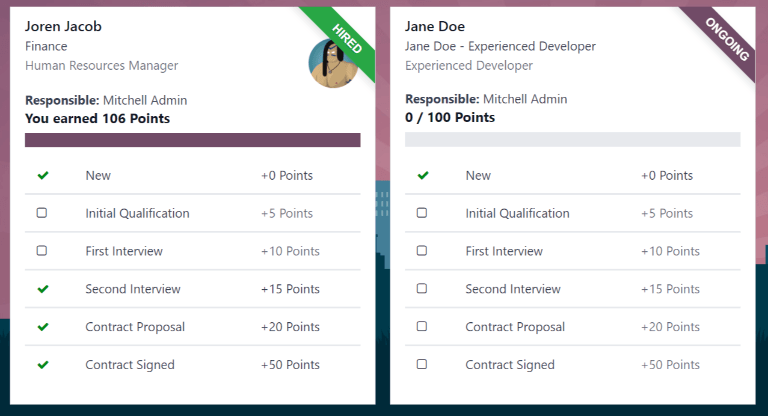 Joren Jacob
HIRED
Finance
Human Resources Manager
Responsible: Mitchell Admin
You earned 106 Points
New +0 Points
Initial Qualification +5 Points
First Interview +10 Points
Second Interview +15 Points
Contract Proposal +20 Points
Contract Signed +50 Points
Jane Doe
ONGOING
Jane Doe - Experienced Developer
Experienced Developer
Responsible: Mitchell Admin
0 / 100 Points
New +0 Points
Initial Qualification +5 Points
First Interview +10 Points
Second Interview +15 Points
Contract Proposal +20 Points
Contract Signed +50 Points